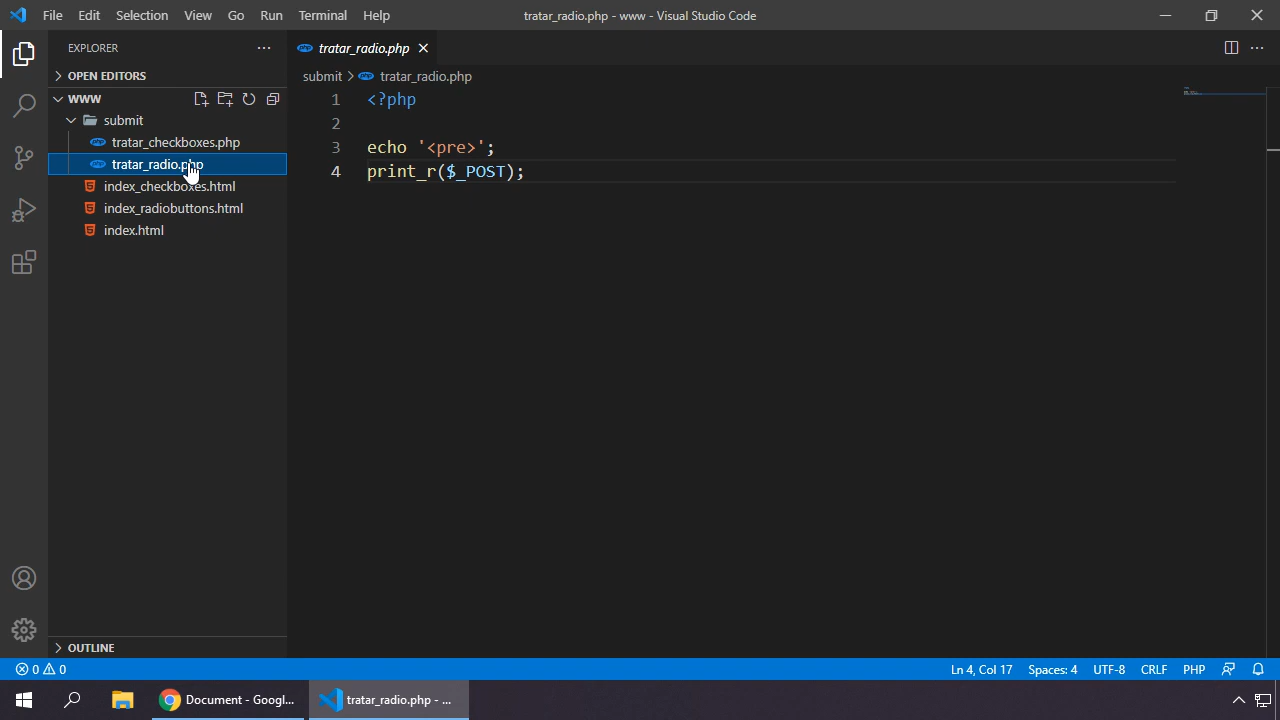 File Edit Selection View Go Run Terminal Help
tratar_radio.php - www - Visual Studio Code
EXPLORER
OPEN EDITORS
WWW
submit
tratar_checkboxes.php
tratar_radio.php
index_checkboxes.html
index_radiobuttons.html
index.html
OUTLINE
tratar_radio.php
submit > tratar_radio.php
1 <?php
2
3 echo '<pre>';
4 print_r($_POST);
0 0
Ln 4, Col 17 Spaces: 4 UTF-8 CRLF PHP
Document - Googl...
tratar_radio.php - ...